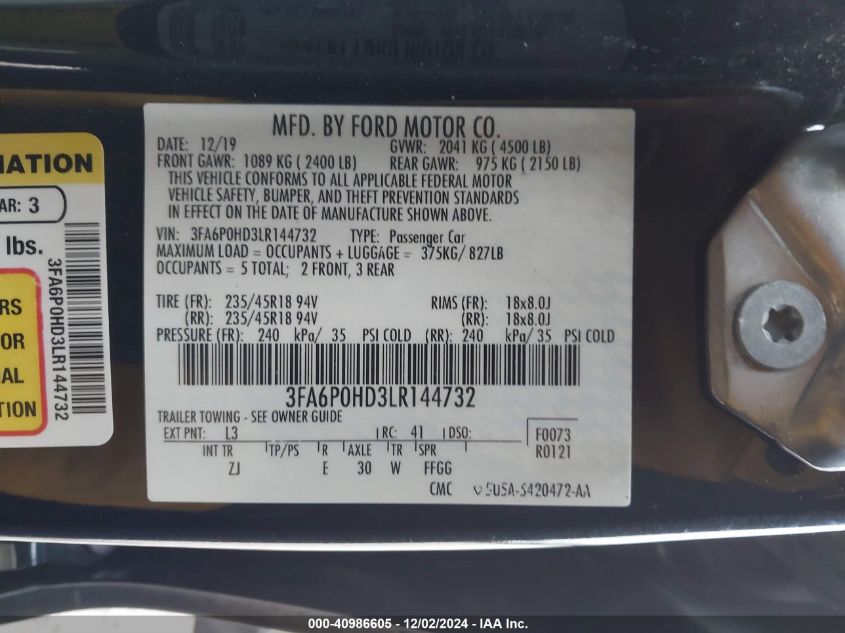 MFD. BY FORD MOTOR CO.
DATE: 12/19 GVWR: 2041 KG ( 4500 LB)
FRONT GAWR: 1089 KG ( 2400 LB) REAR GAWR: 975 KG ( 2150 LB)
THIS VEHICLE CONFORMS TO ALL APPLICABLE FEDERAL MOTOR
VEHICLE SAFETY, BUMPER, AND THEFT PREVENTION STANDARDS
IN EFFECT ON THE DATE OF MANUFACTURE SHOWN ABOVE.
VIN: 3FA6P0HD3LR144732 TYPE: Passenger Car
MAXIMUM LOAD = OCCUPANTS + LUGGAGE = 375KG/ 827LB
OCCUPANTS = 5 TOTAL; 2 FRONT, 3 REAR
TIRE (FR): 235/45R18 94V RIMS (FR): 18x8.0J
(RR): 235/45R18 94V (RR): 18x8.0J
PRESSURE (FR): 240 kPa/ 35 PSI COLD (RR): 240 kPa/ 35 PSI COLD
3FA6P0HD3LR144732
TRAILER TOWING - SEE OWNER GUIDE
EXT PNT: L3 RC: 41 DSO: F0073
R0121
INT TR TP/PS R AXLE TR SPR
ZJ E 30 W FFGG
CMC 5U5A-5420472-AA
MATION
AR: 3
lbs.
RS
OR
AL
TION
3FA6P0HD3LR144732
000-40986605 - 12/02/2024 - IAA Inc.